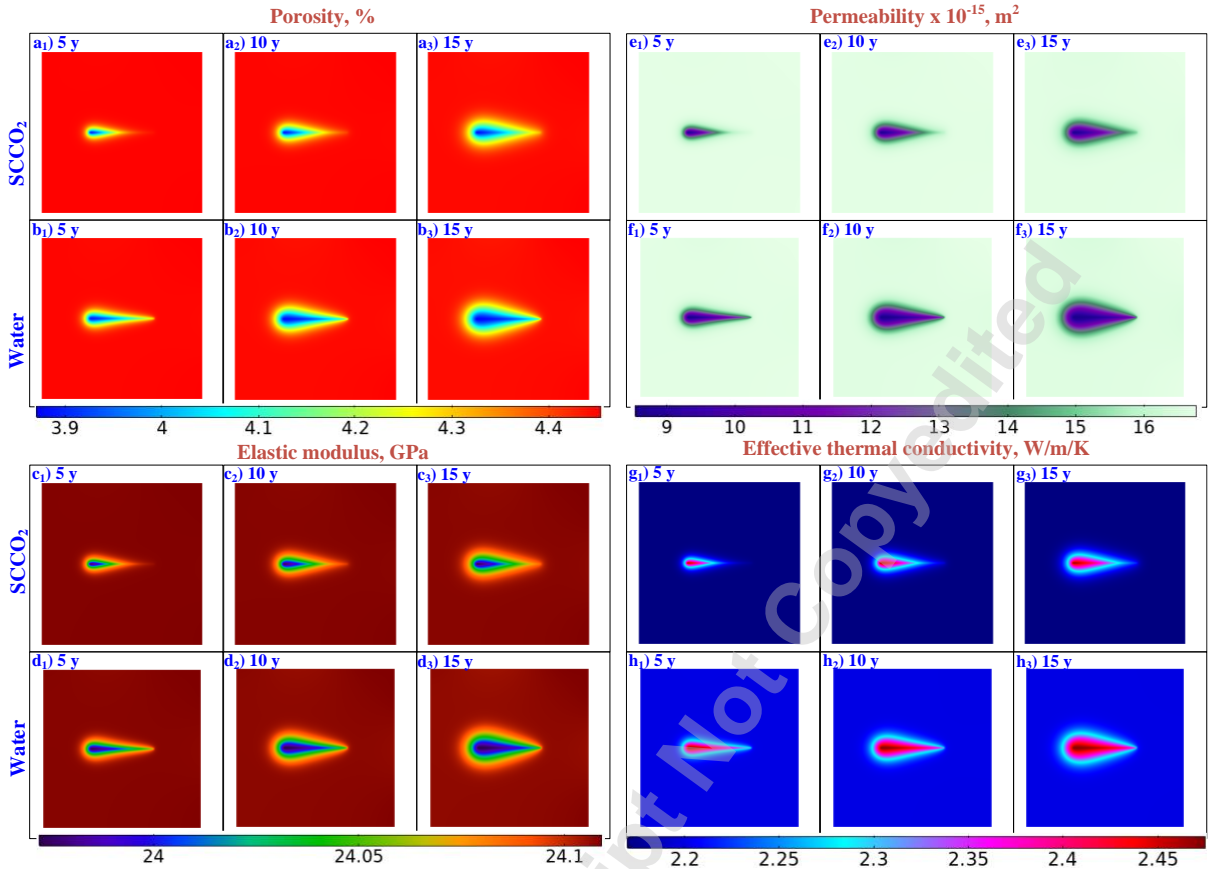 Porosity, %
Permeability x 10⁻¹⁵, m²
a₁) 5 y
a₂) 10 y
a₃) 15 y
e₁) 5 y
e₂) 10 y
e₃) 15 y
SCCO₂
b₁) 5 y
b₂) 10 y
b₃) 15 y
f₁) 5 y
f₂) 10 y
f₃) 15 y
Water
3.9 4 4.1 4.2 4.3 4.4
9 10 11 12 13 14 15 16
Elastic modulus, GPa
Effective thermal conductivity, W/m/K
c₁) 5 y
c₂) 10 y
c₃) 15 y
g₁) 5 y
g₂) 10 y
g₃) 15 y
SCCO₂
d₁) 5 y
d₂) 10 y
d₃) 15 y
h₁) 5 y
h₂) 10 y
h₃) 15 y
Water
24 24.05 24.1
2.2 2.25 2.3 2.35 2.4 2.45
ipt Not Copyedited